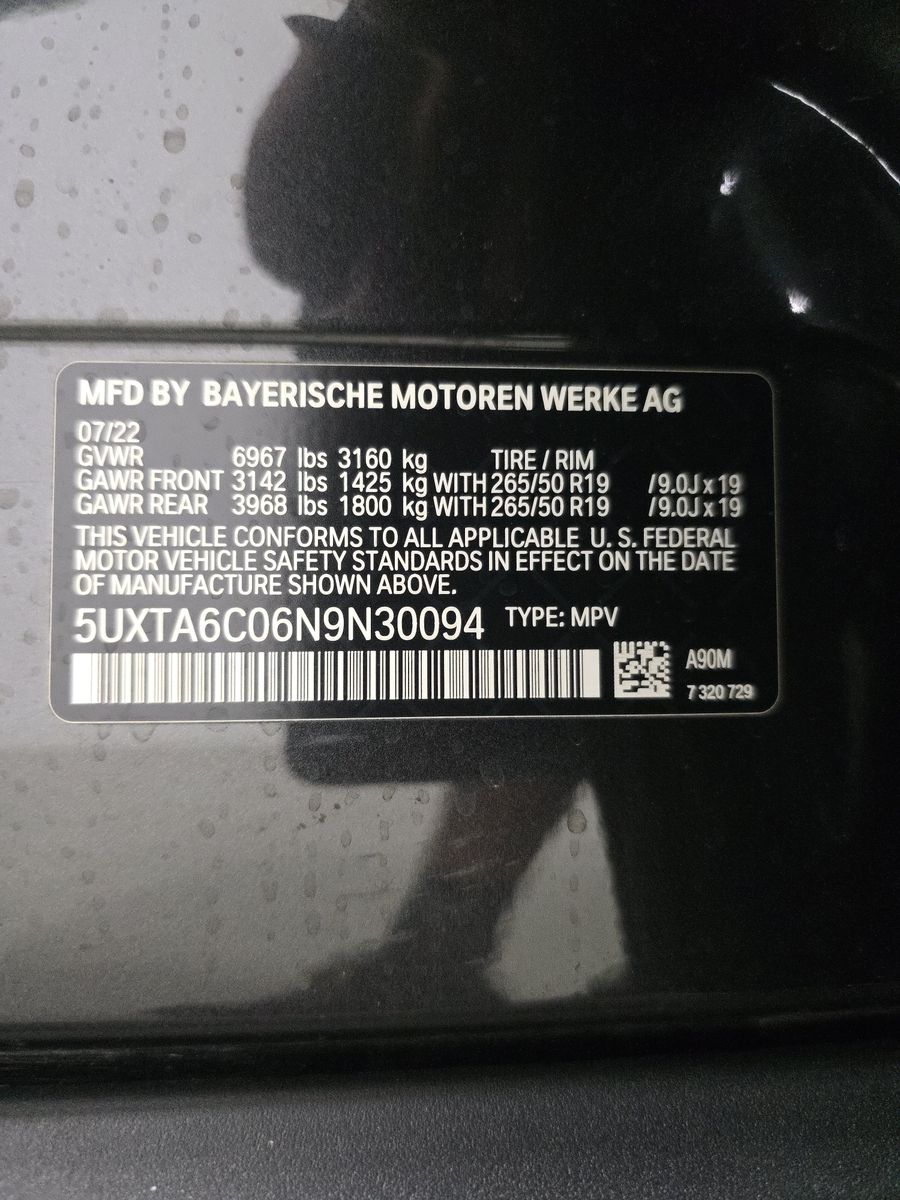 MFD BY BAYERISCHE MOTOREN WERKE AG
07/22
GVWR 6967 lbs 3160 kg TIRE / RIM
GAWR FRONT 3142 lbs 1425 kg WITH 265/50 R19 /9.0J x 19
GAWR REAR 3968 lbs 1800 kg WITH 265/50 R19 /9.0J x 19
THIS VEHICLE CONFORMS TO ALL APPLICABLE U. S. FEDERAL
MOTOR VEHICLE SAFETY STANDARDS IN EFFECT ON THE DATE
OF MANUFACTURE SHOWN ABOVE.
5UXTA6C06N9N30094 TYPE: MPV
A90M
7 320 729